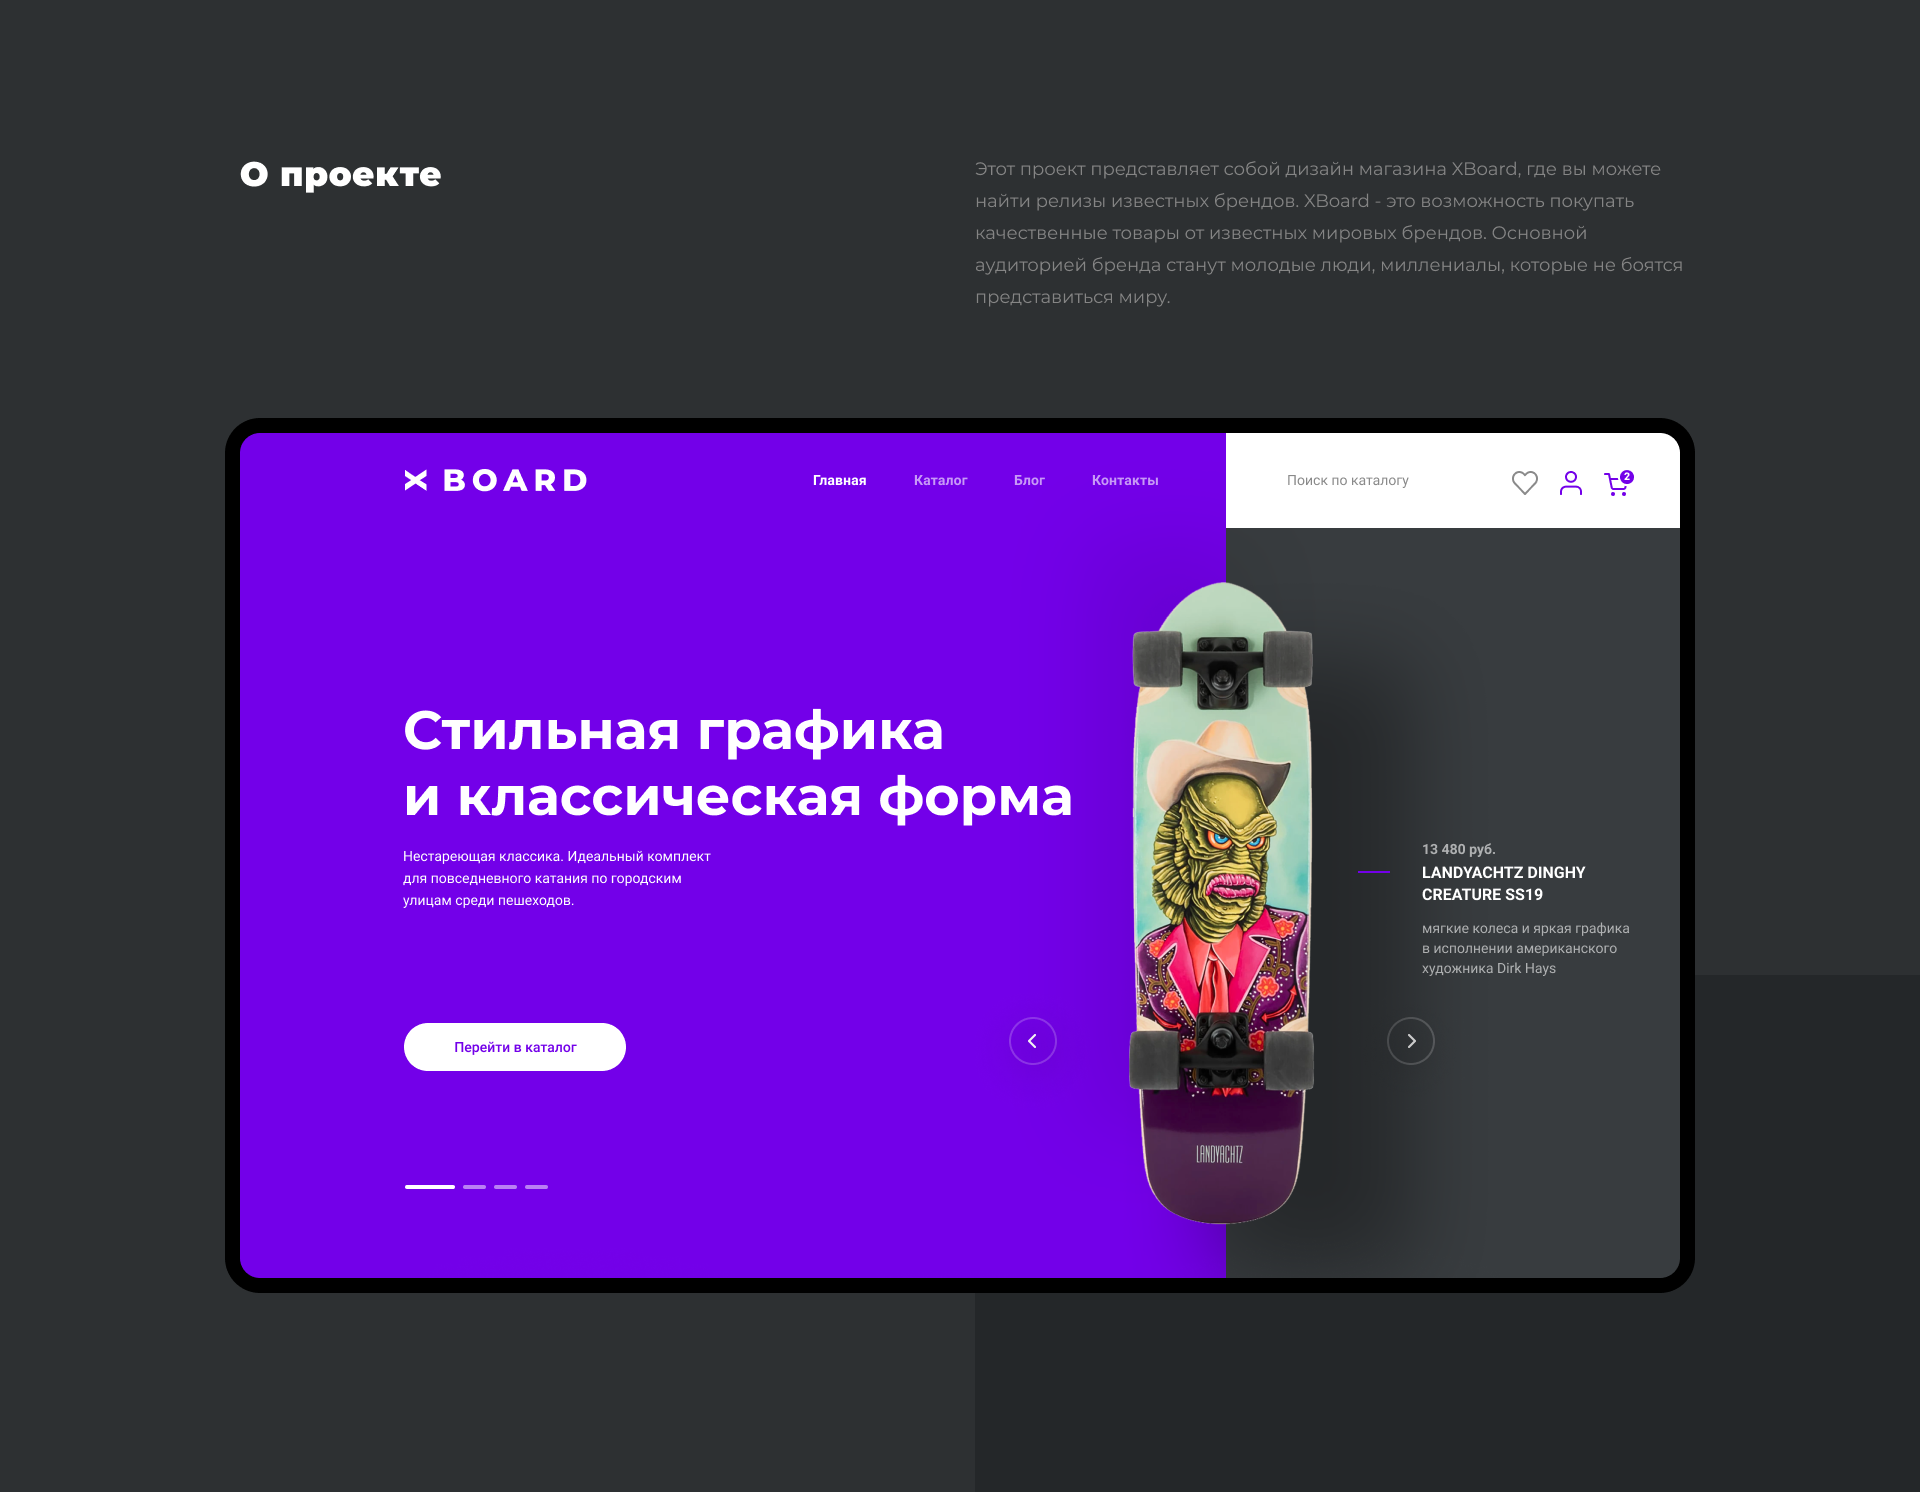 О проекте
Этот проект представляет собой дизайн магазина XBoard, где вы можете
найти релизы известных брендов. XBoard - это возможность покупать
качественные товары от известных мировых брендов. Основной
аудиторией бренда станут молодые люди, миллениалы, которые не боятся
представиться миру.
X BOARD
Главная
Каталог
Блог
Контакты
Поиск по каталогу
2
Стильная графика
и классическая форма
Нестареющая классика. Идеальный комплект
для повседневного катания по городским
улицам среди пешеходов.
13 480 руб.
LANDYACHTZ DINGHY
CREATURE SS19
мягкие колеса и яркая графика
в исполнении американского
художника Dirk Hays
Перейти в каталог
LANDYACHTZ